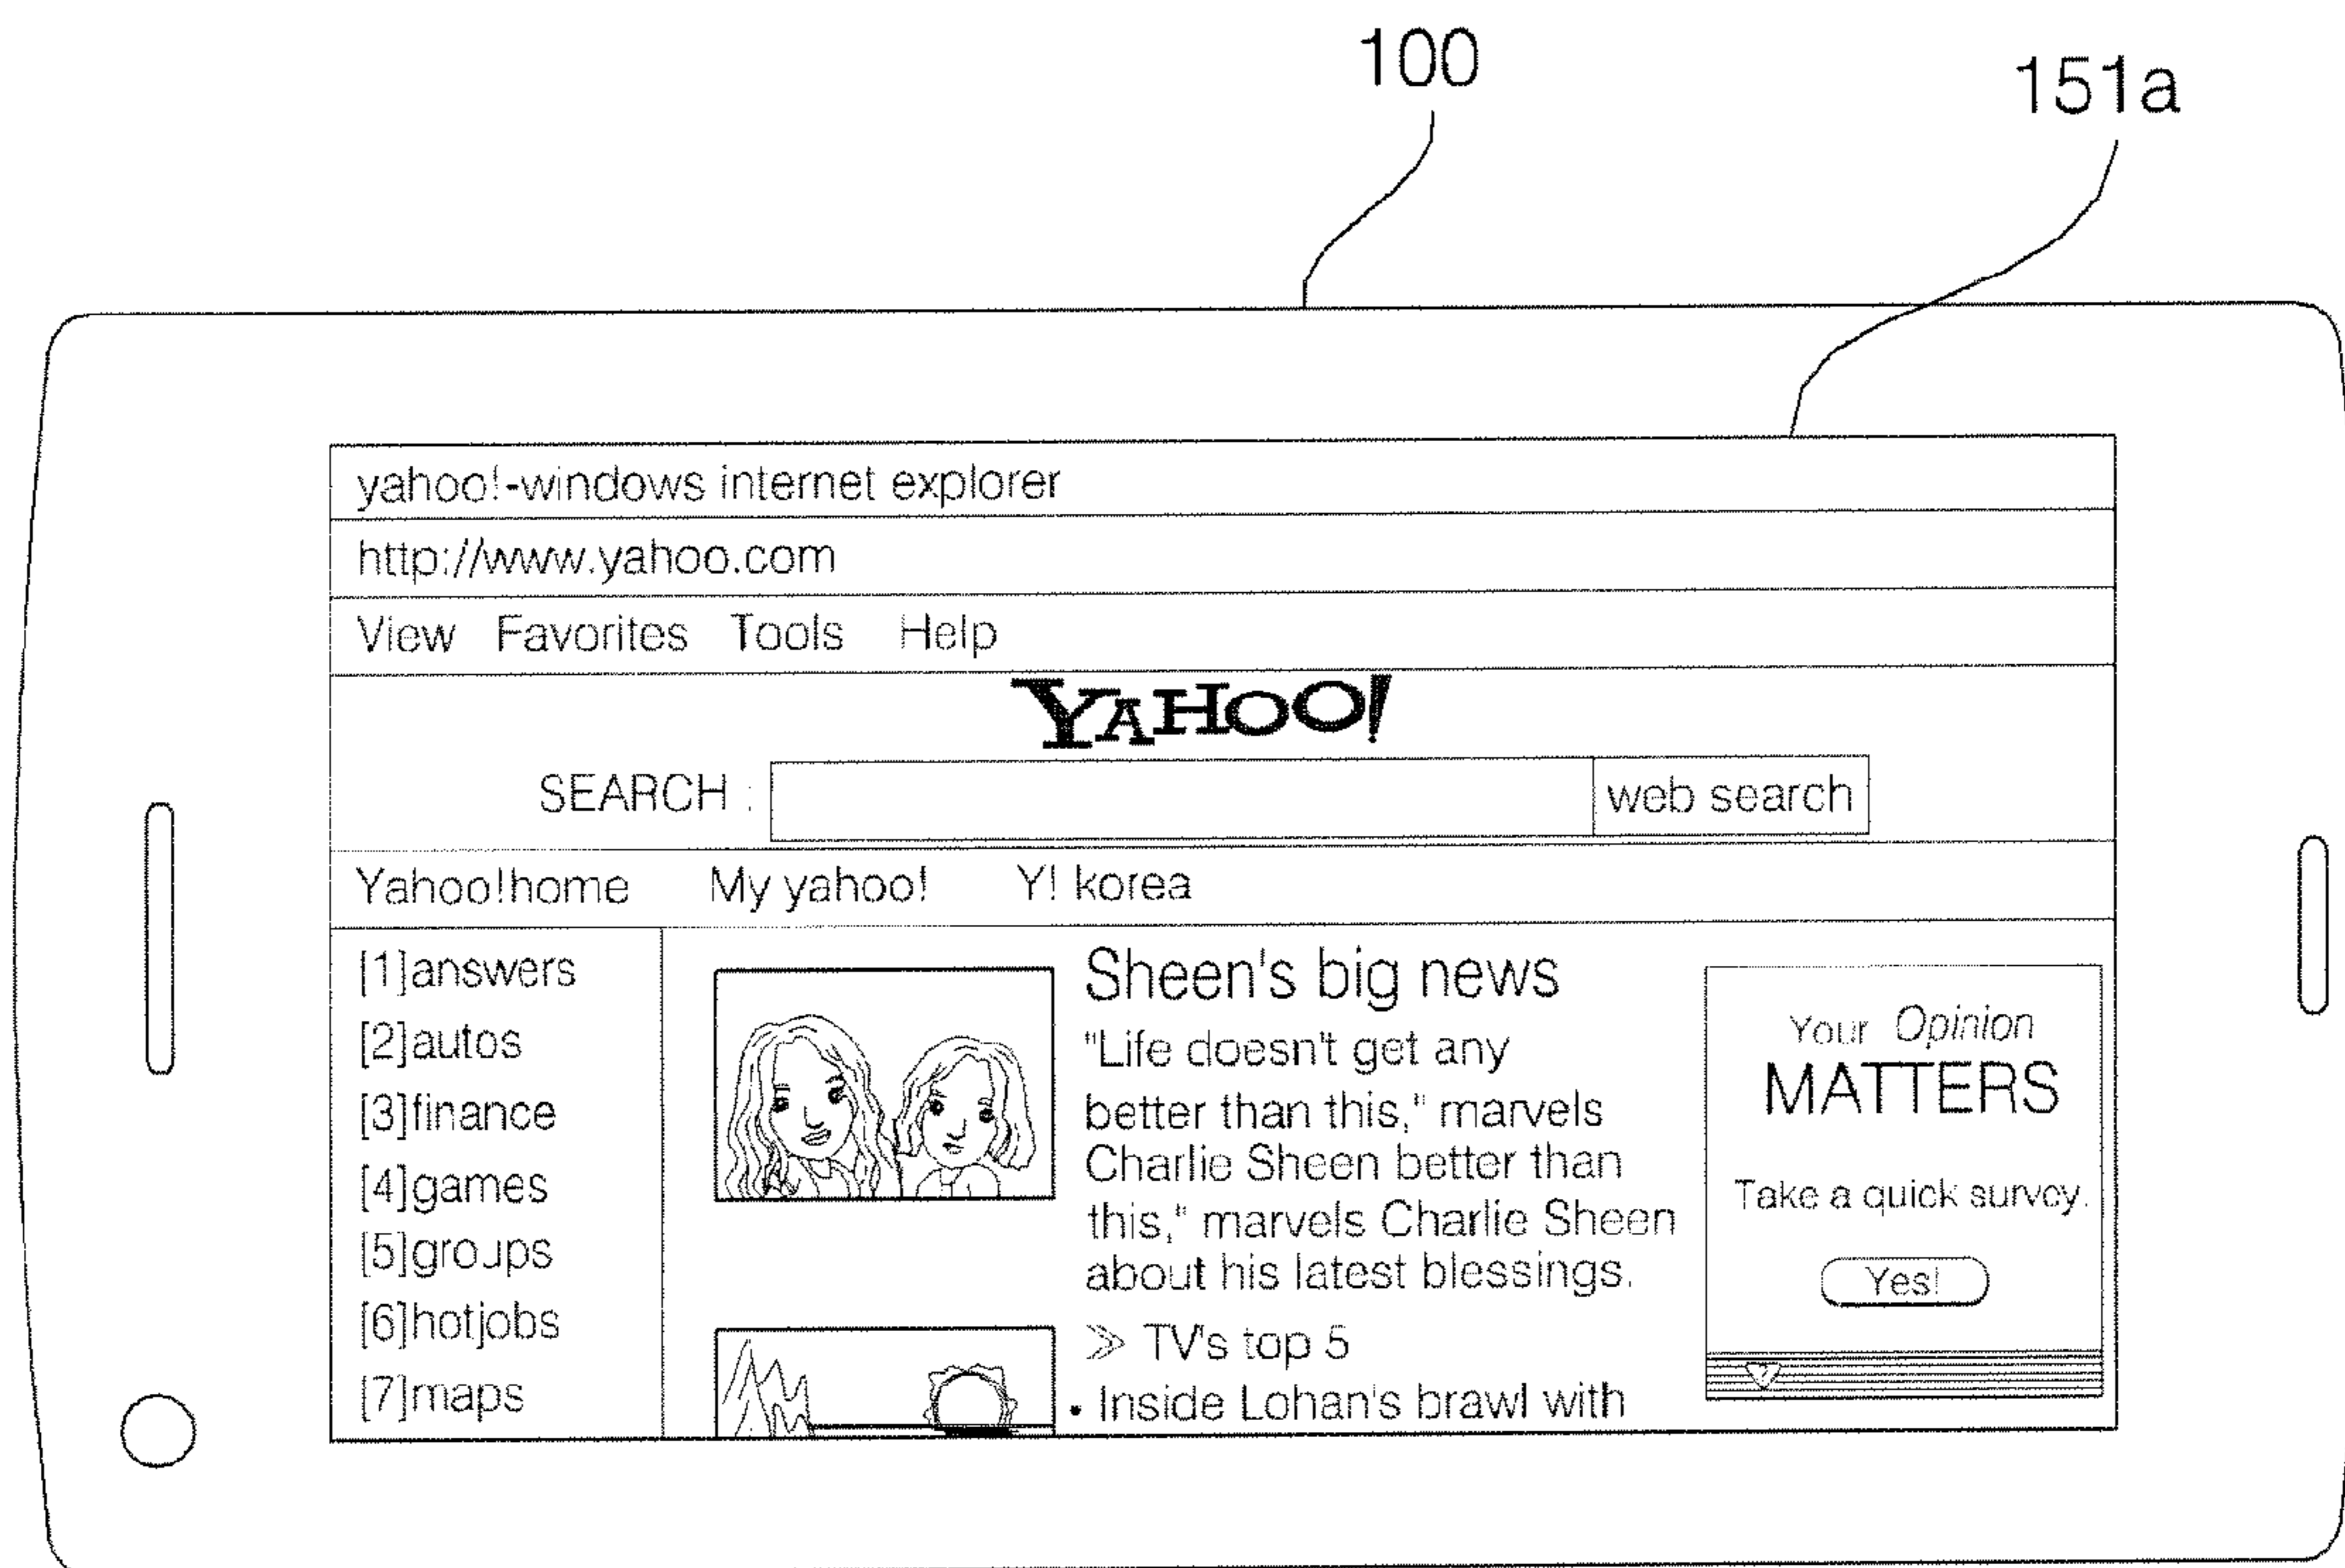 100
151a
yahoo!-windows internet explorer
http://www.yahoo.com
View Favorites Tools Help
YAHOO!
SEARCH :
web search
Yahoo!home My yahoo! Y! korea
[1]answers
[2]autos
[3]finance
[4]games
[5]groups
[6]hotjobs
[7]maps
Sheen's big news
"Life doesn't get any
better than this," marvels
Charlie Sheen better than
this," marvels Charlie Sheen
about his latest blessings.
≫ TV's top 5
• Inside Lohan's brawl with
Your Opinion
MATTERS
Take a quick survey.
Yes!